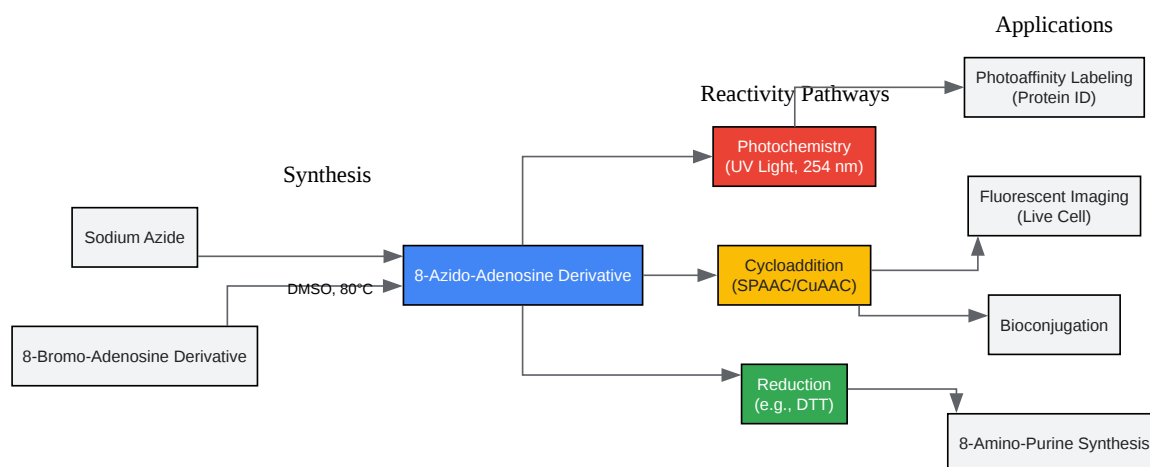 Applications
Photoaffinity Labeling
(Protein ID)
Reactivity Pathways
Photochemistry
(UV Light, 254 nm)
Synthesis
Fluorescent Imaging
(Live Cell)
Sodium Azide
8-Azido-Adenosine Derivative
Cycloaddition
(SPAAC/CuAAC)
DMSO, 80°C
Bioconjugation
8-Bromo-Adenosine Derivative
Reduction
(e.g., DTT)
8-Amino-Purine Synthesis